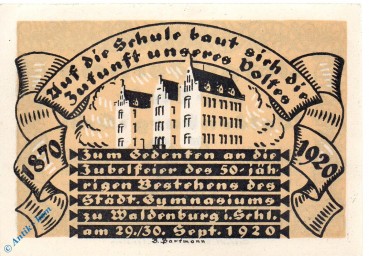 Auf die Schule baut sich die
Zukunft unseres Volkes
1870
1920
Zum Gedenken an die
Jubelfeier des 50-jäh-
rigen Bestehens des
Städt. Gymnasiums
zu Waldenburg i. Schl.
am 29./30. Sept. 1920
B. Hartmann